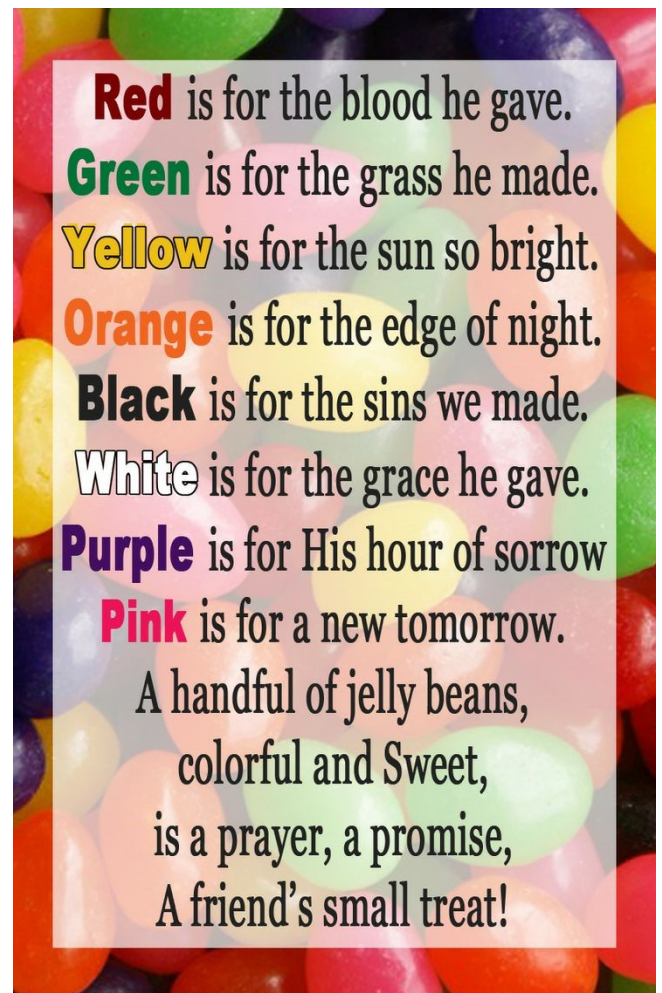 Red is for the blood he gave.
Green is for the grass he made.
Yellow is for the sun so bright.
Orange is for the edge of night.
Black is for the sins we made.
White is for the grace he gave.
Purple is for His hour of sorrow
Pink is for a new tomorrow.
A handful of jelly beans,
colorful and Sweet,
is a prayer, a promise,
A friend’s small treat!